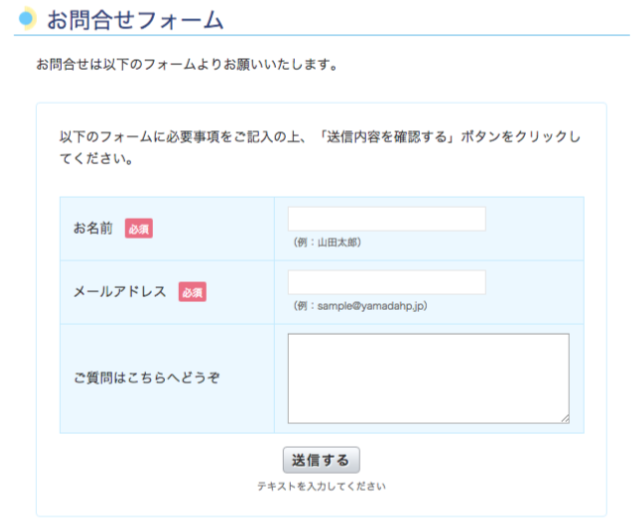 お問合せフォーム
お問合せは以下のフォームよりお願いいたします。
以下のフォームに必要事項をご記入の上、「送信内容を確認する」ボタンをクリックし
てください。
お名前 必須
(例：山田太郎)
メールアドレス 必須
(例：sample@yamadahp.jp)
ご質問はこちらへどうぞ
送信する
テキストを入力してください